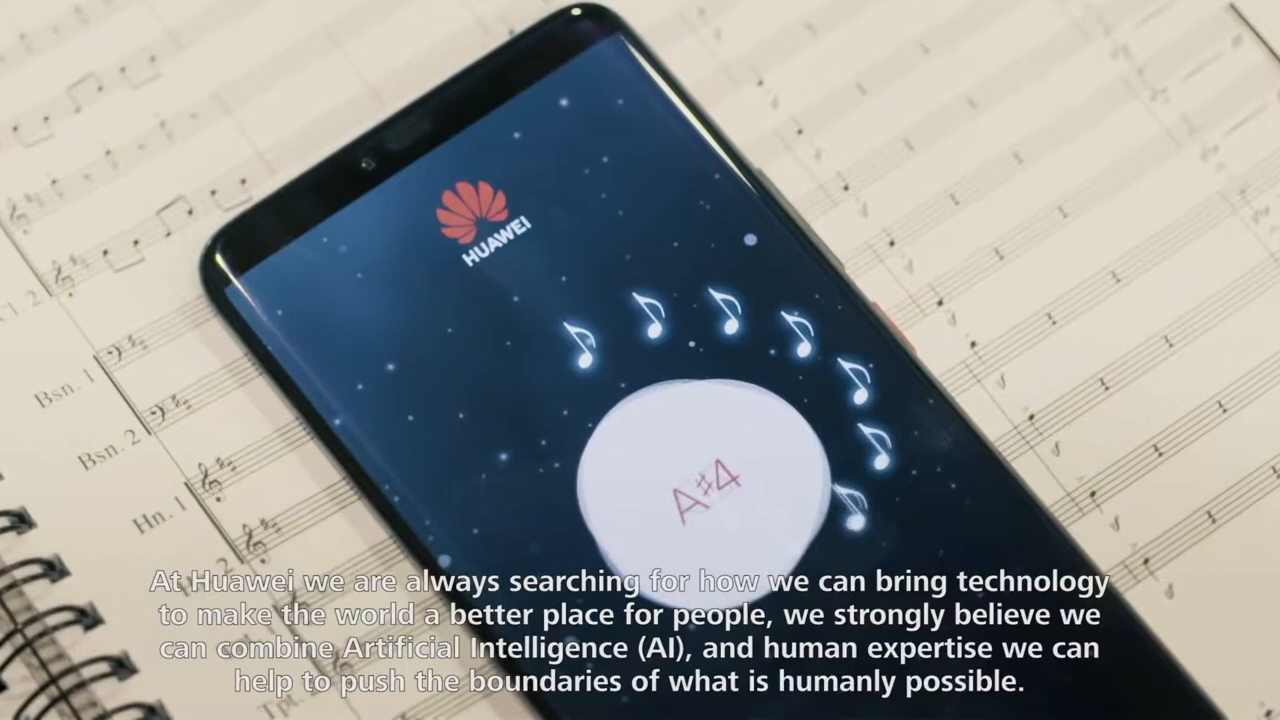 HUAWEI
A♯4
Bsn. 1
Bsn. 2
Hn. 1
Tpt.
At Huawei we are always searching for how we can bring technology
to make the world a better place for people, we strongly believe we
can combine Artificial Intelligence (AI), and human expertise we can
help to push the boundaries of what is humanly possible.